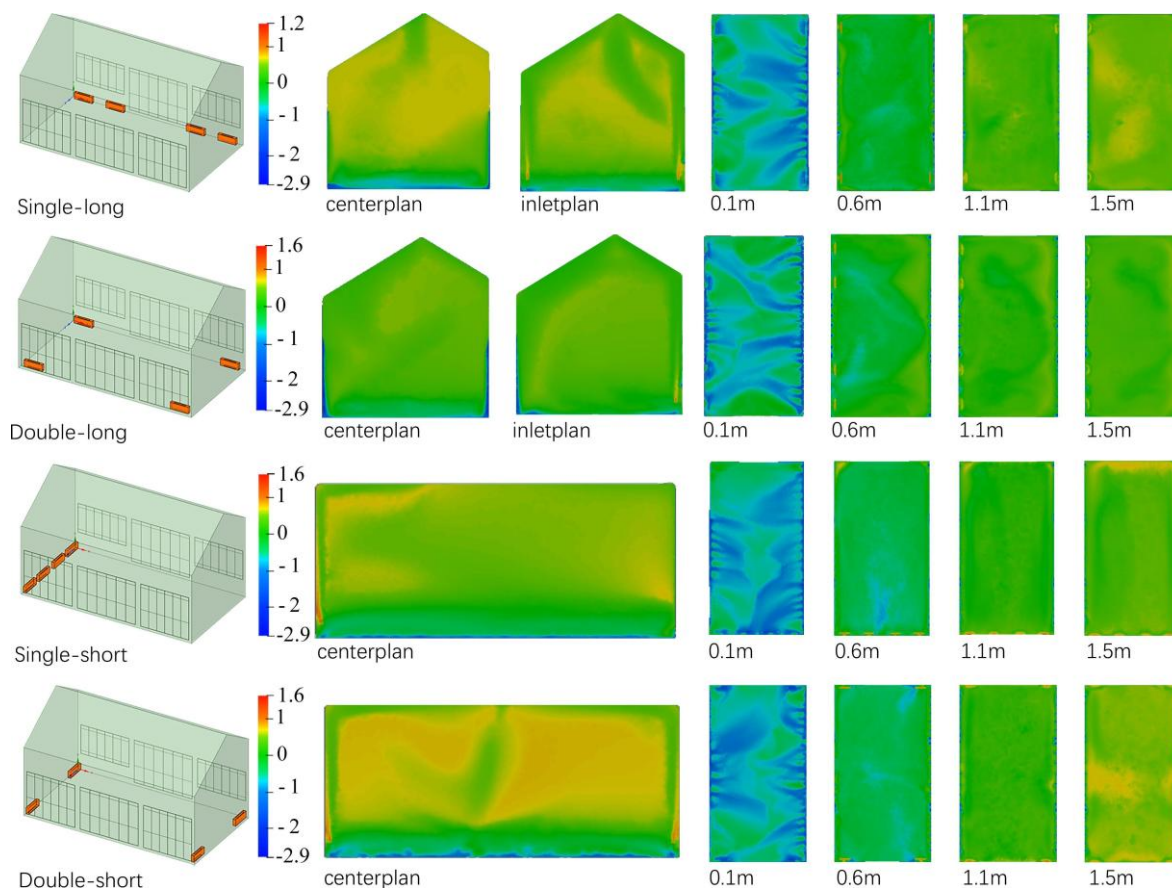 1.2
1
0
-1
-2
-2.9
Single-long
centerplan
inletplan
0.1m
0.6m
1.1m
1.5m
1.6
1
0
-1
-2
-2.9
Double-long
centerplan
inletplan
0.1m
0.6m
1.1m
1.5m
1.6
1
0
-1
-2
-2.9
Single-short
centerplan
0.1m
0.6m
1.1m
1.5m
1.6
1
0
-1
-2
-2.9
Double-short
centerplan
0.1m
0.6m
1.1m
1.5m